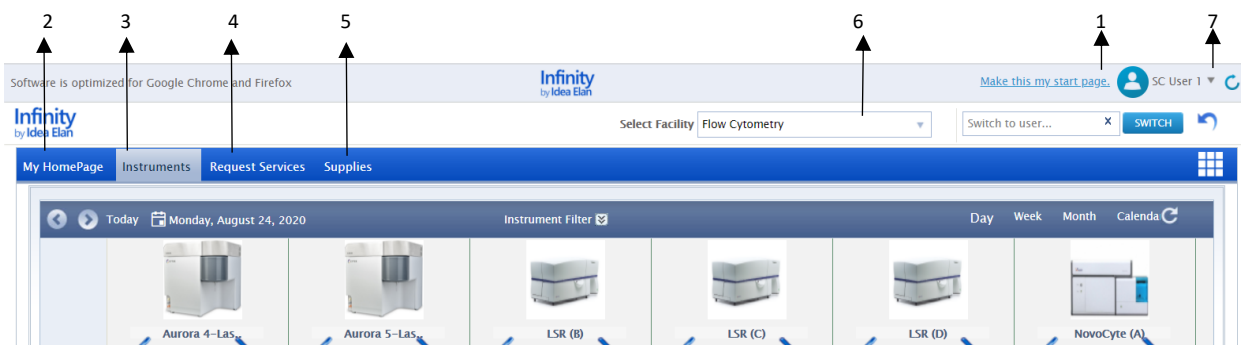 2 3 4 5 6 1 7
Software is optimized for Google Chrome and Firefox Infinity by Idea Elan Make this my start page. SC User 1
Infinity by Idea Elan Select Facility Flow Cytometry Switch to user... x SWITCH
My HomePage Instruments Request Services Supplies
Today Monday, August 24, 2020 Instrument Filter Day Week Month Calenda
Aurora 4-Las.. Aurora 5-Las.. LSR (B) LSR (C) LSR (D) NovoCyte (A)